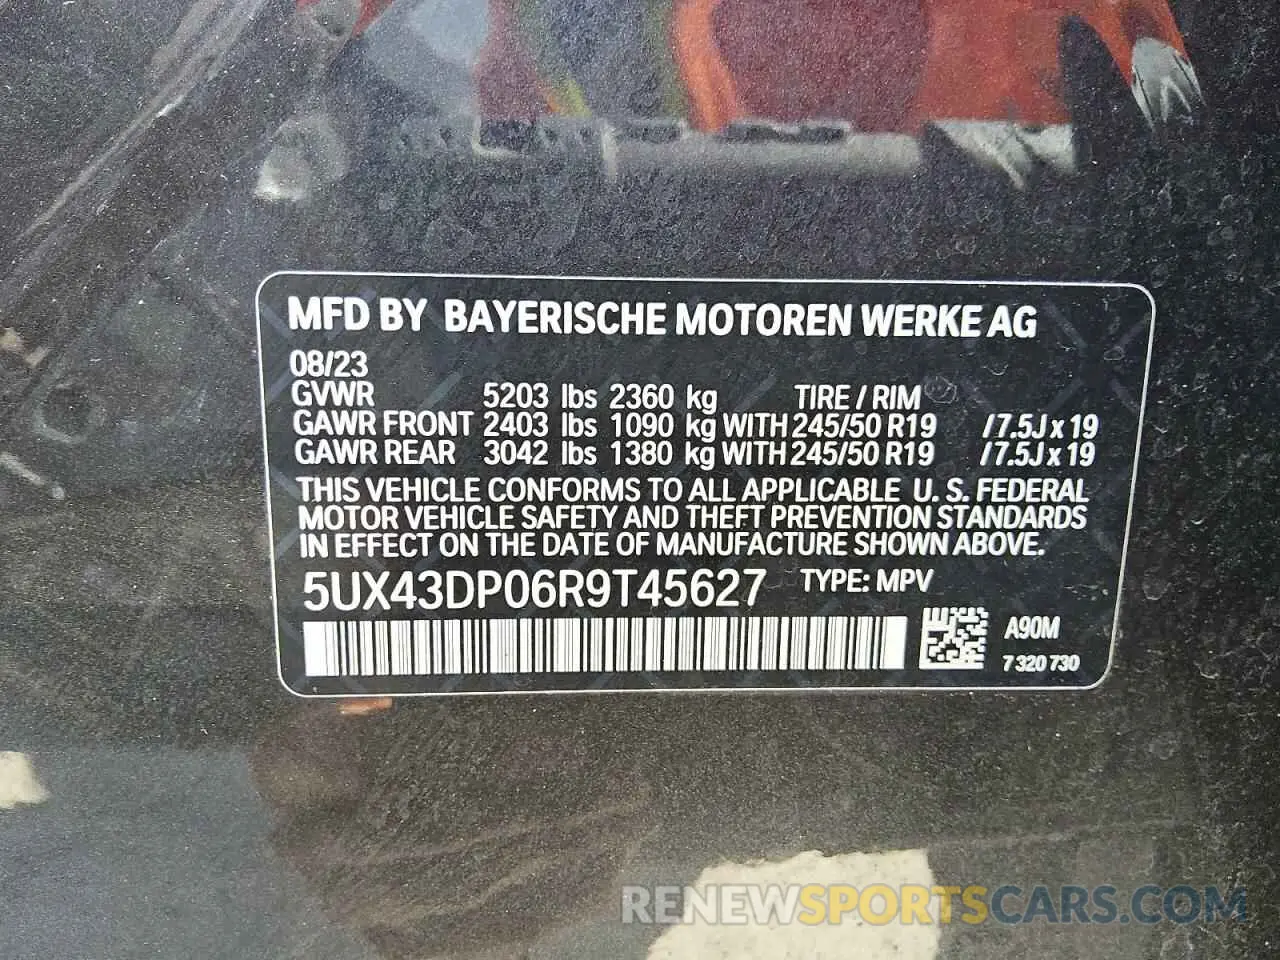 MFD BY BAYERISCHE MOTOREN WERKE AG
08/23
GVWR 5203 lbs 2360 kg TIRE / RIM
GAWR FRONT 2403 lbs 1090 kg WITH 245/50 R19 / 7.5J x 19
GAWR REAR 3042 lbs 1380 kg WITH 245/50 R19 / 7.5J x 19
THIS VEHICLE CONFORMS TO ALL APPLICABLE U. S. FEDERAL
MOTOR VEHICLE SAFETY AND THEFT PREVENTION STANDARDS
IN EFFECT ON THE DATE OF MANUFACTURE SHOWN ABOVE.
5UX43DP06R9T45627 TYPE: MPV
A90M
7 320 730
RENEWSPORTSCARS.COM